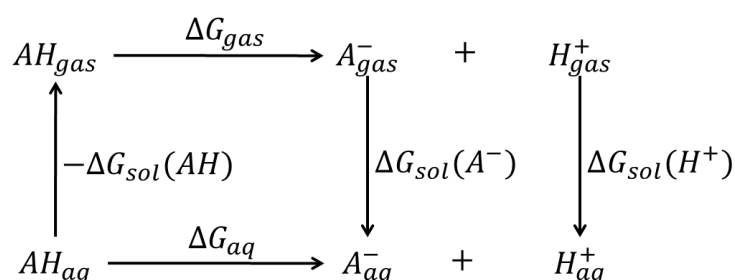 ΔG_gas
AH_gas A⁻_gas + H⁺_gas
−ΔG_sol(AH) ΔG_sol(A⁻) ΔG_sol(H⁺)
ΔG_aq
AH_aq A⁻_aq + H⁺_aq